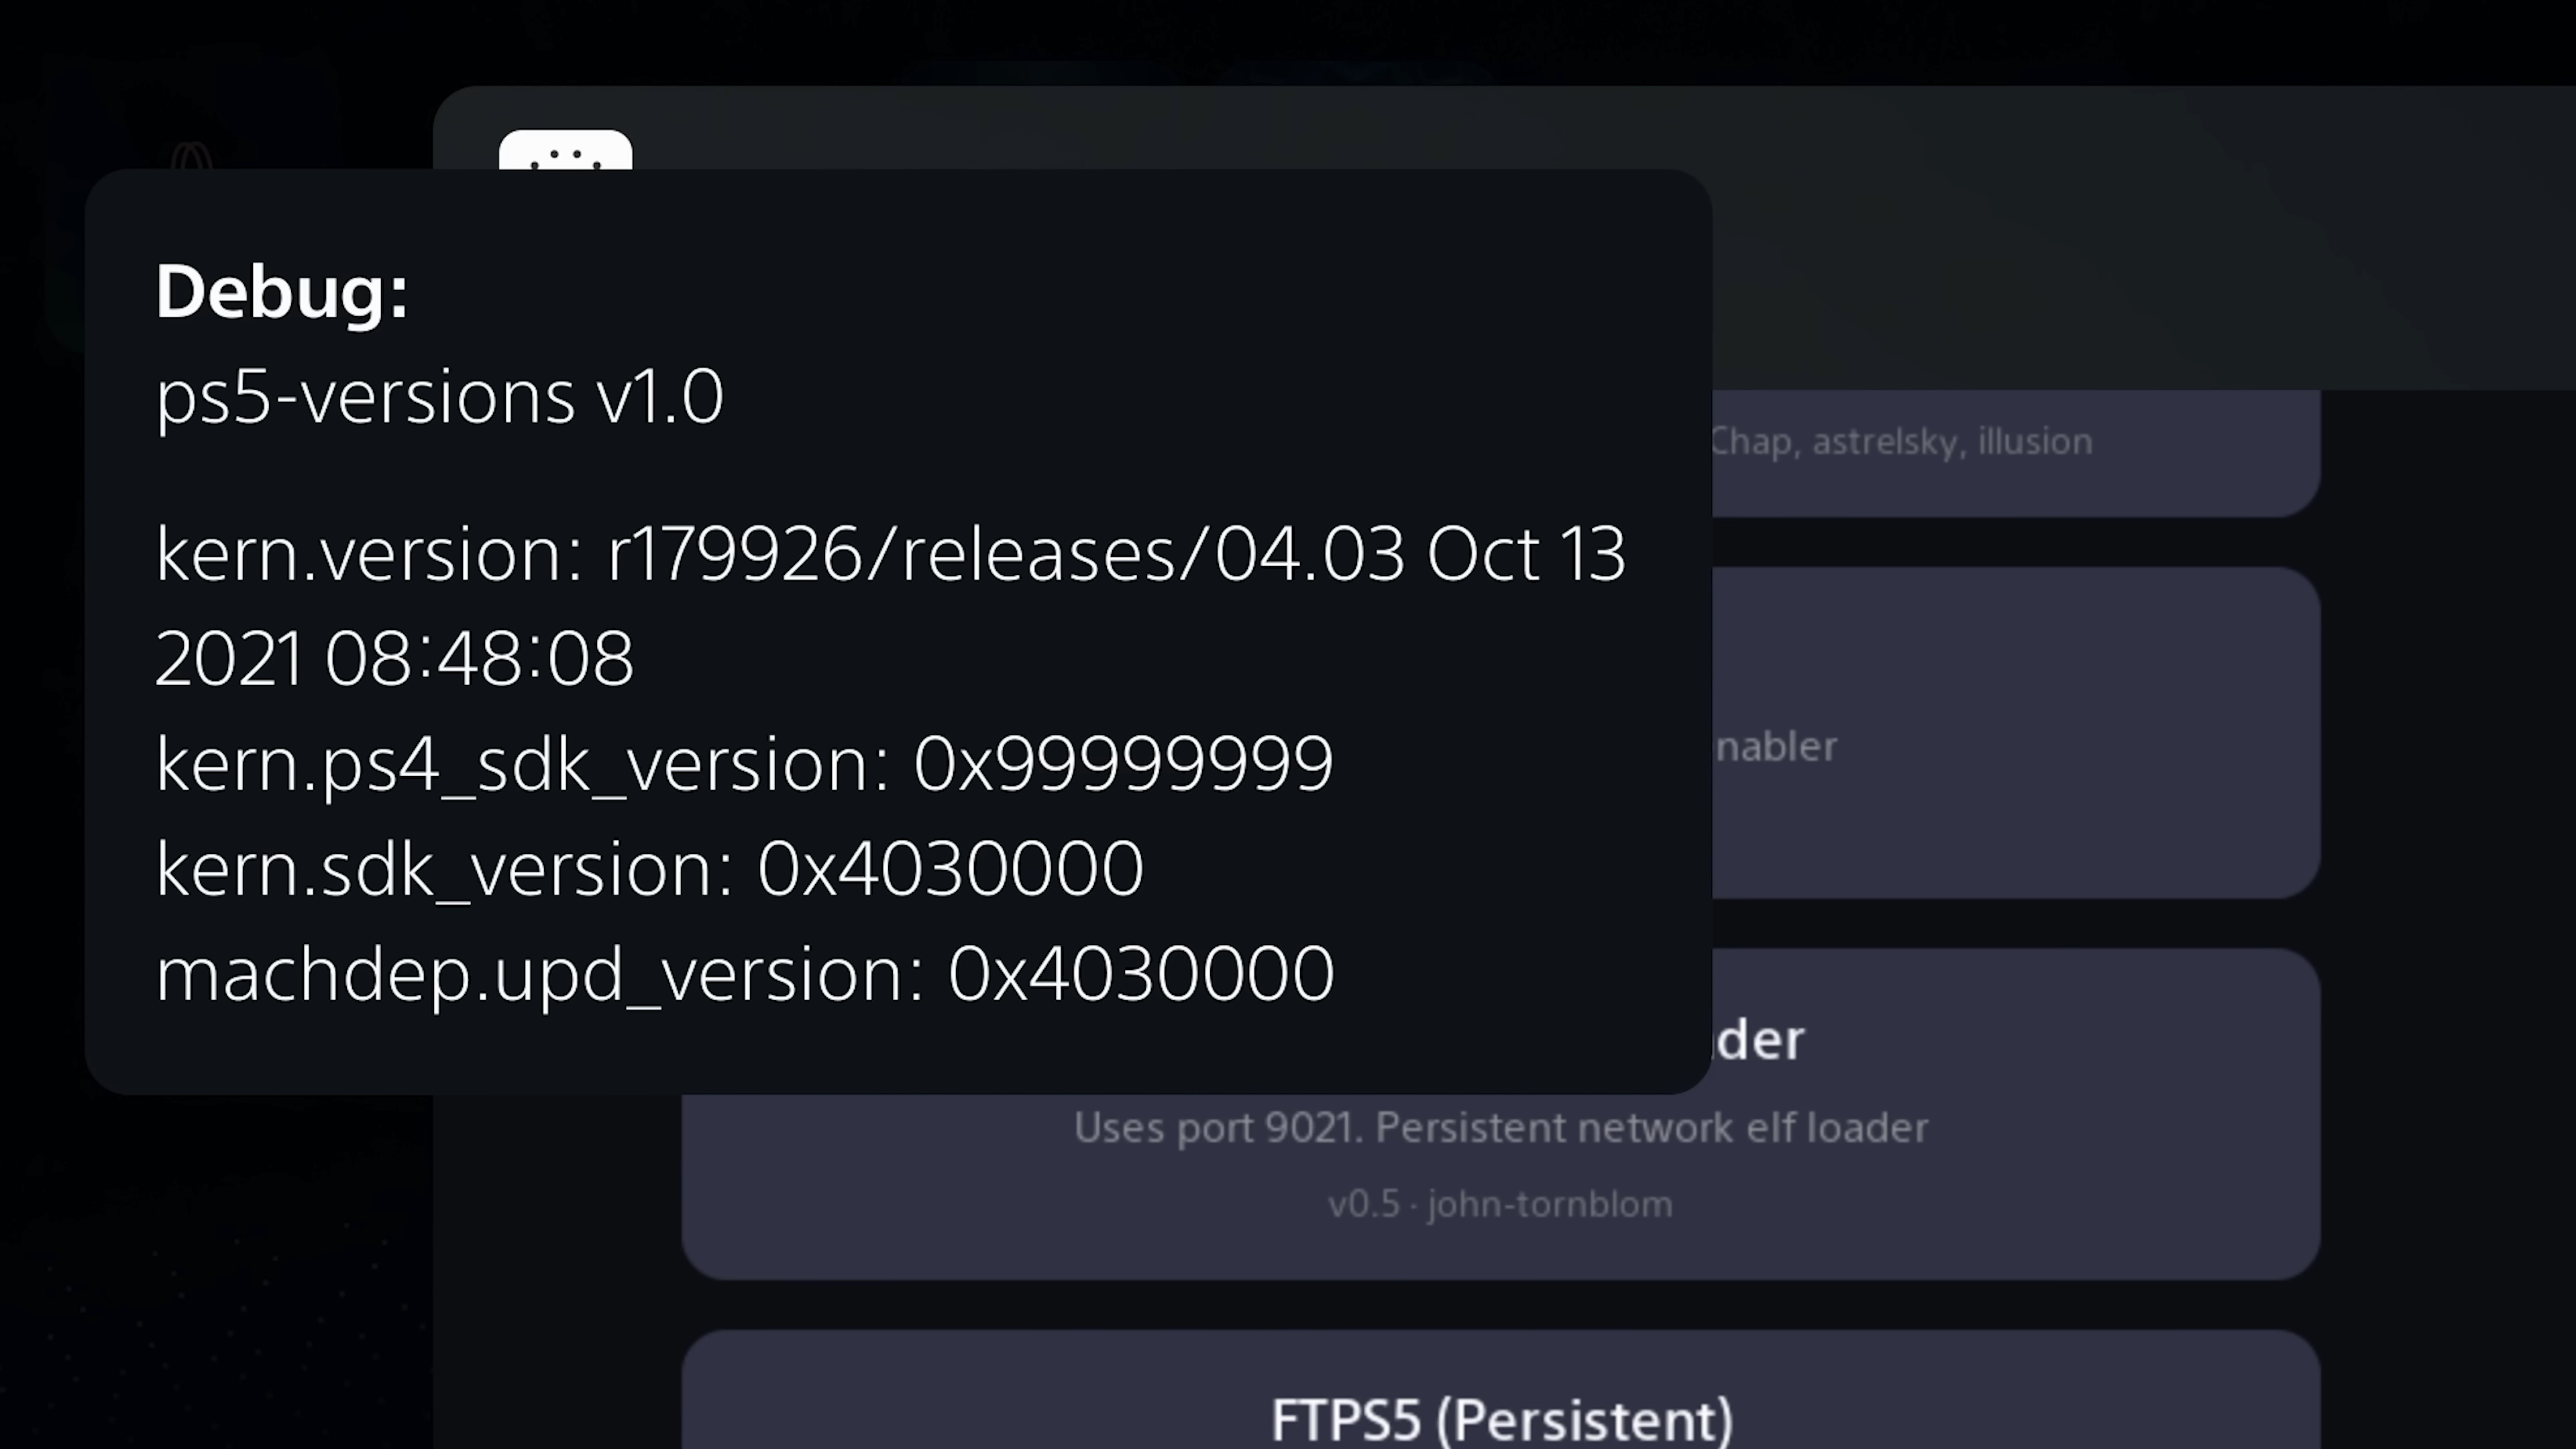 Debug:
ps5-versions v1.0
kern.version: r179926/releases/04.03 Oct 13
2021 08:48:08
kern.ps4_sdk_version: 0x99999999
kern.sdk_version: 0x4030000
machdep.upd_version: 0x4030000
Chap, astrelsky, illusion
nabler
der
Uses port 9021. Persistent network elf loader
v0.5 · john-tornblom
FTPS5 (Persistent)